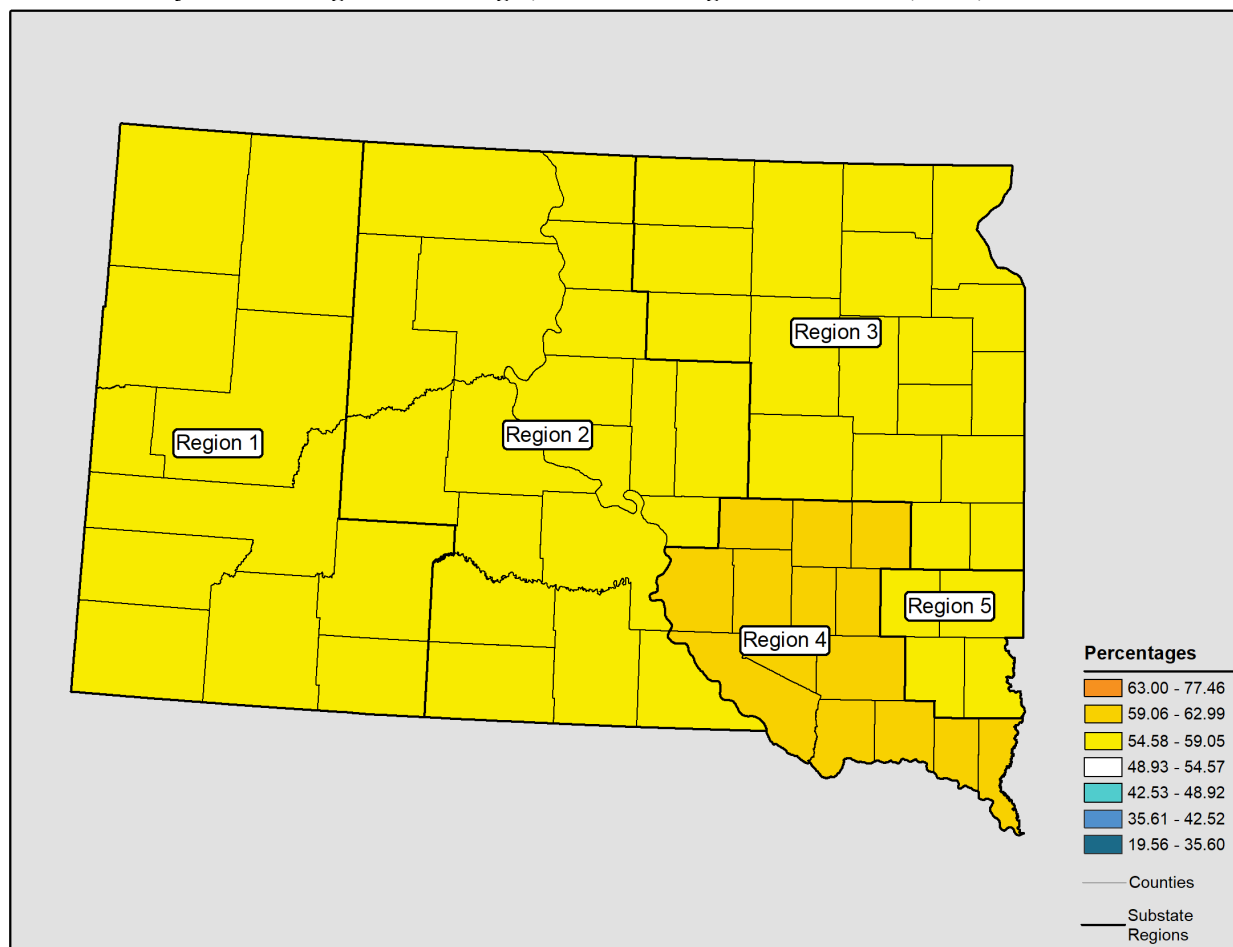 Region 3
Region 1
Region 2
Region 5
Region 4
Percentages
63.00 - 77.46
59.06 - 62.99
54.58 - 59.05
48.93 - 54.57
42.53 - 48.92
35.61 - 42.52
19.56 - 35.60
Counties
Substate
Regions